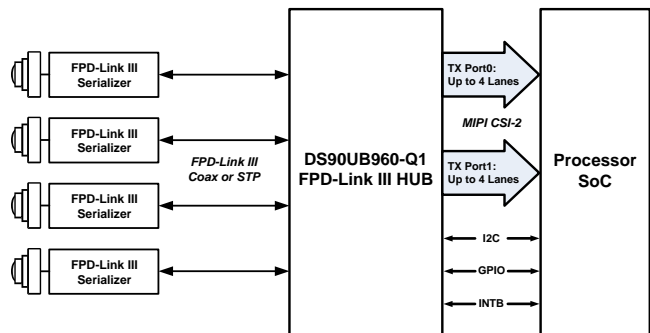 FPD-Link III
Serializer
FPD-Link III
Serializer
FPD-Link III
Serializer
FPD-Link III
Serializer
FPD-Link III
Coax or STP
DS90UB960-Q1
FPD-Link III HUB
TX Port0:
Up to 4 Lanes
MIPI CSI-2
TX Port1:
Up to 4 Lanes
I2C
GPIO
INTB
Processor
SoC